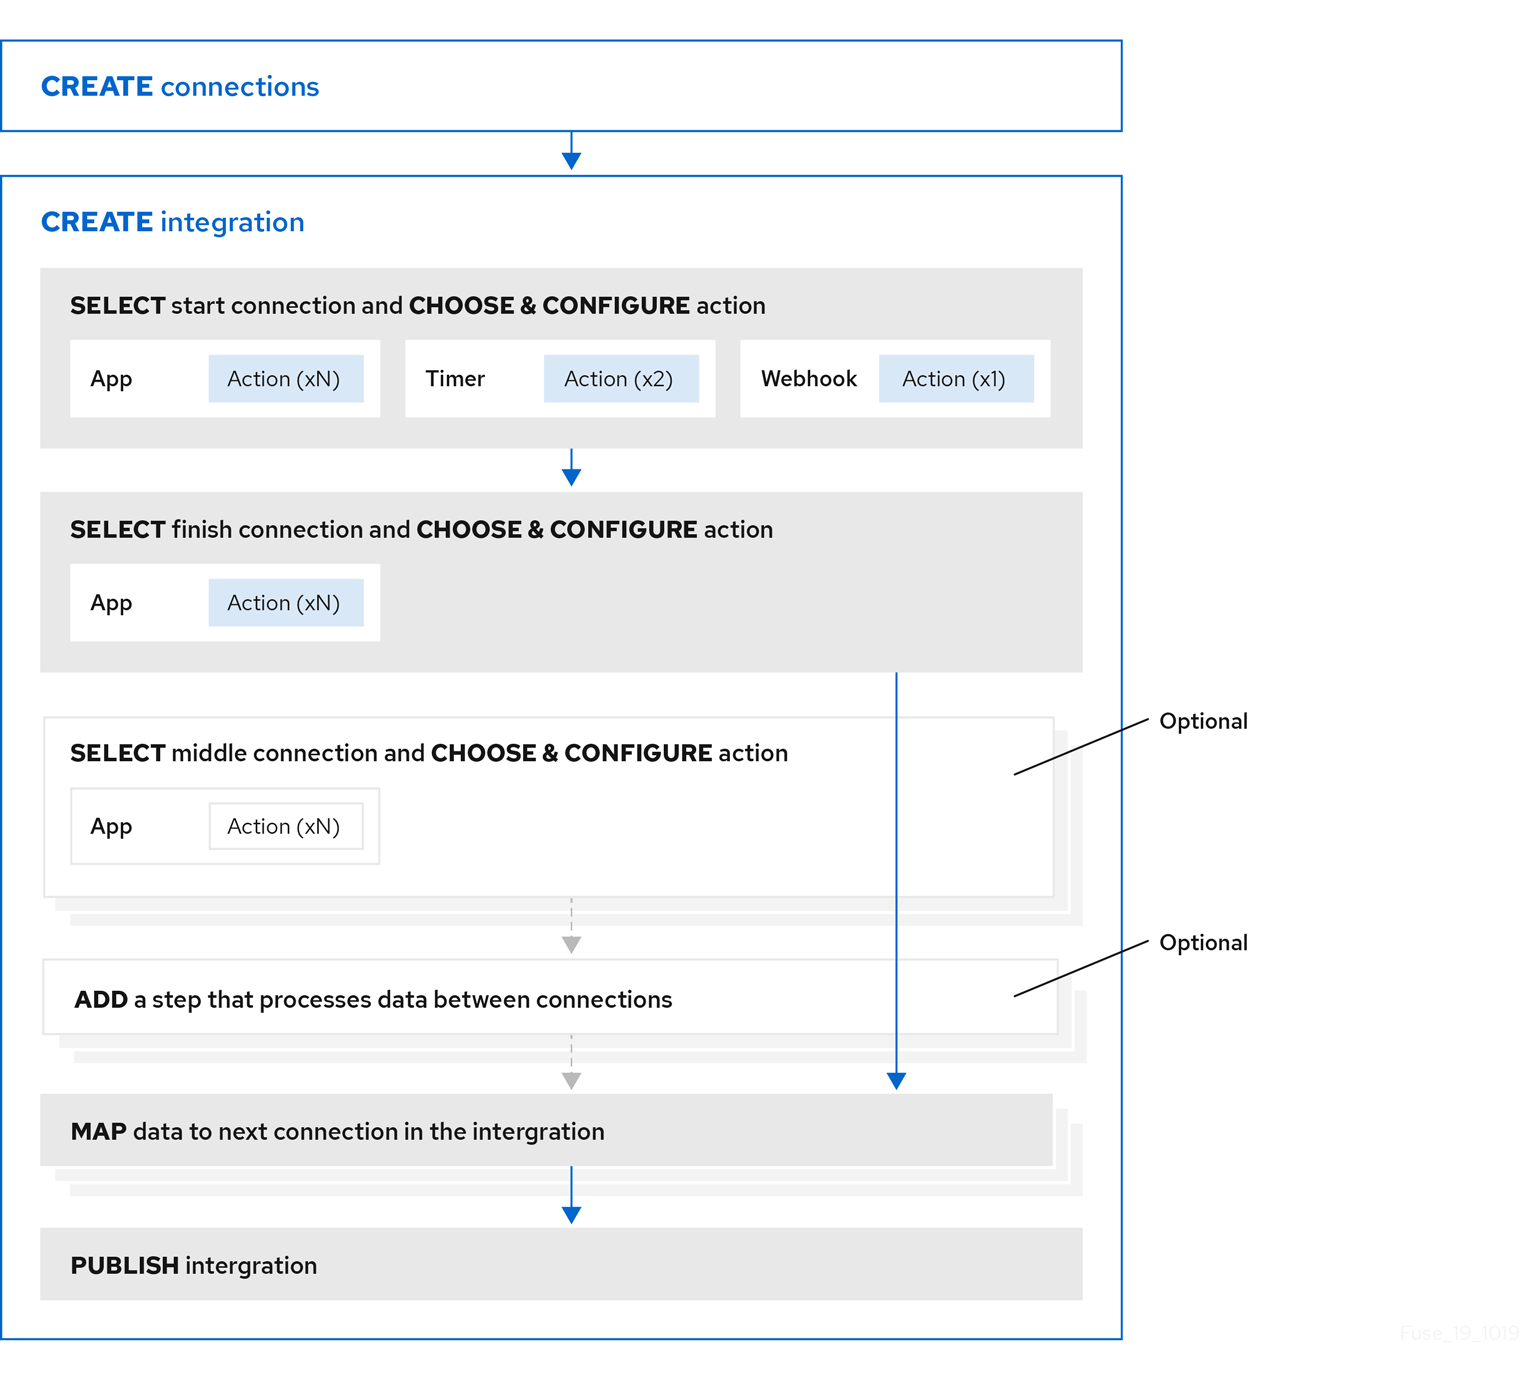 CREATE connections
CREATE integration
SELECT start connection and CHOOSE & CONFIGURE action
App Action (xN) Timer Action (x2) Webhook Action (x1)
SELECT finish connection and CHOOSE & CONFIGURE action
App Action (xN)
Optional
SELECT middle connection and CHOOSE & CONFIGURE action
App Action (xN)
Optional
ADD a step that processes data between connections
MAP data to next connection in the intergration
PUBLISH intergration
Fuse_19_1019